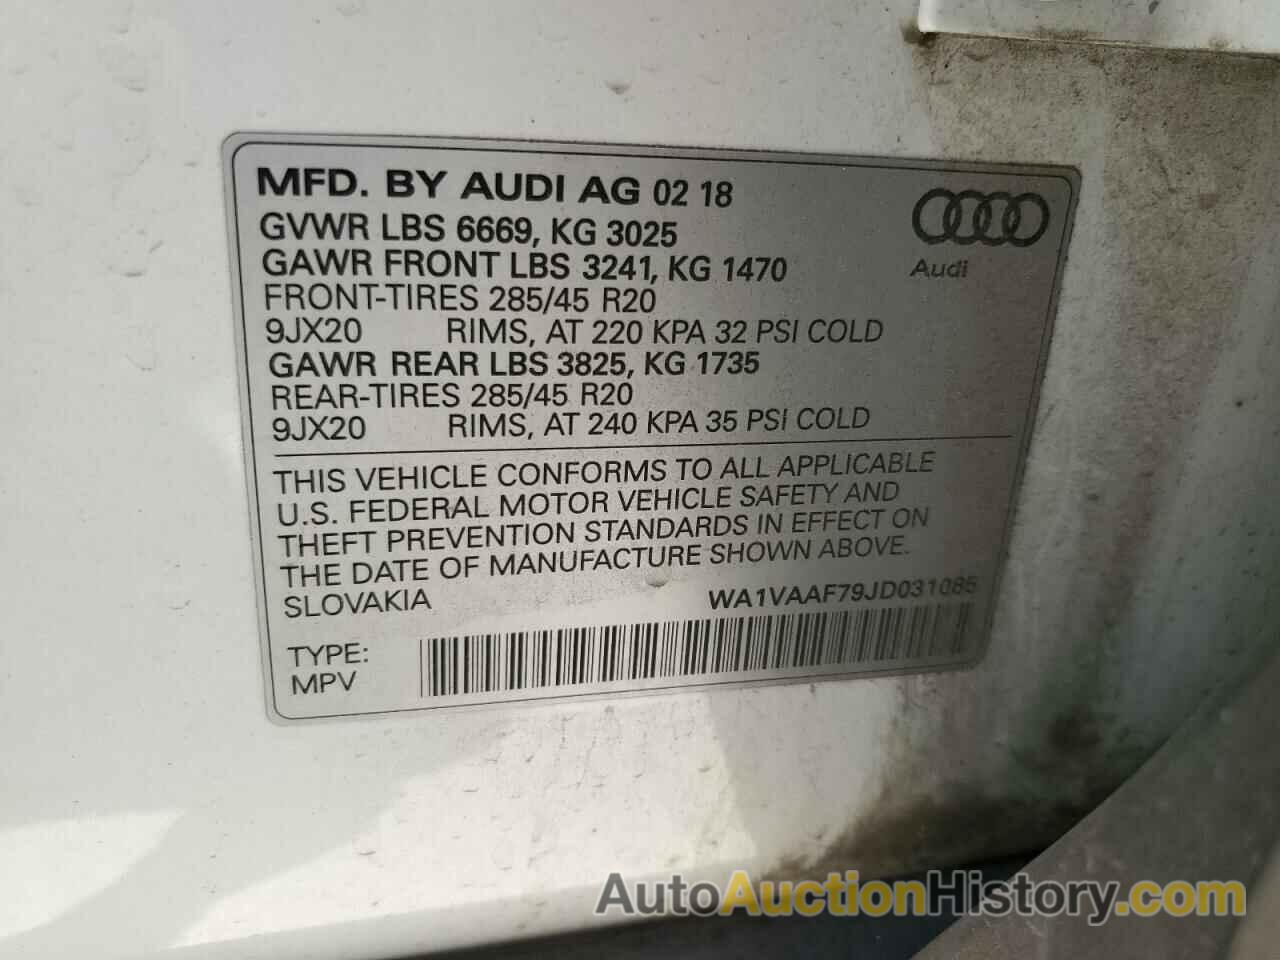 MFD. BY AUDI AG 02 18
GVWR LBS 6669, KG 3025
GAWR FRONT LBS 3241, KG 1470
FRONT-TIRES 285/45 R20
9JX20 RIMS, AT 220 KPA 32 PSI COLD
GAWR REAR LBS 3825, KG 1735
REAR-TIRES 285/45 R20
9JX20 RIMS, AT 240 KPA 35 PSI COLD
Audi
THIS VEHICLE CONFORMS TO ALL APPLICABLE
U.S. FEDERAL MOTOR VEHICLE SAFETY AND
THEFT PREVENTION STANDARDS IN EFFECT ON
THE DATE OF MANUFACTURE SHOWN ABOVE.
SLOVAKIA WA1VAAF79JD031085
TYPE:
MPV
AutoAuctionHistory.com